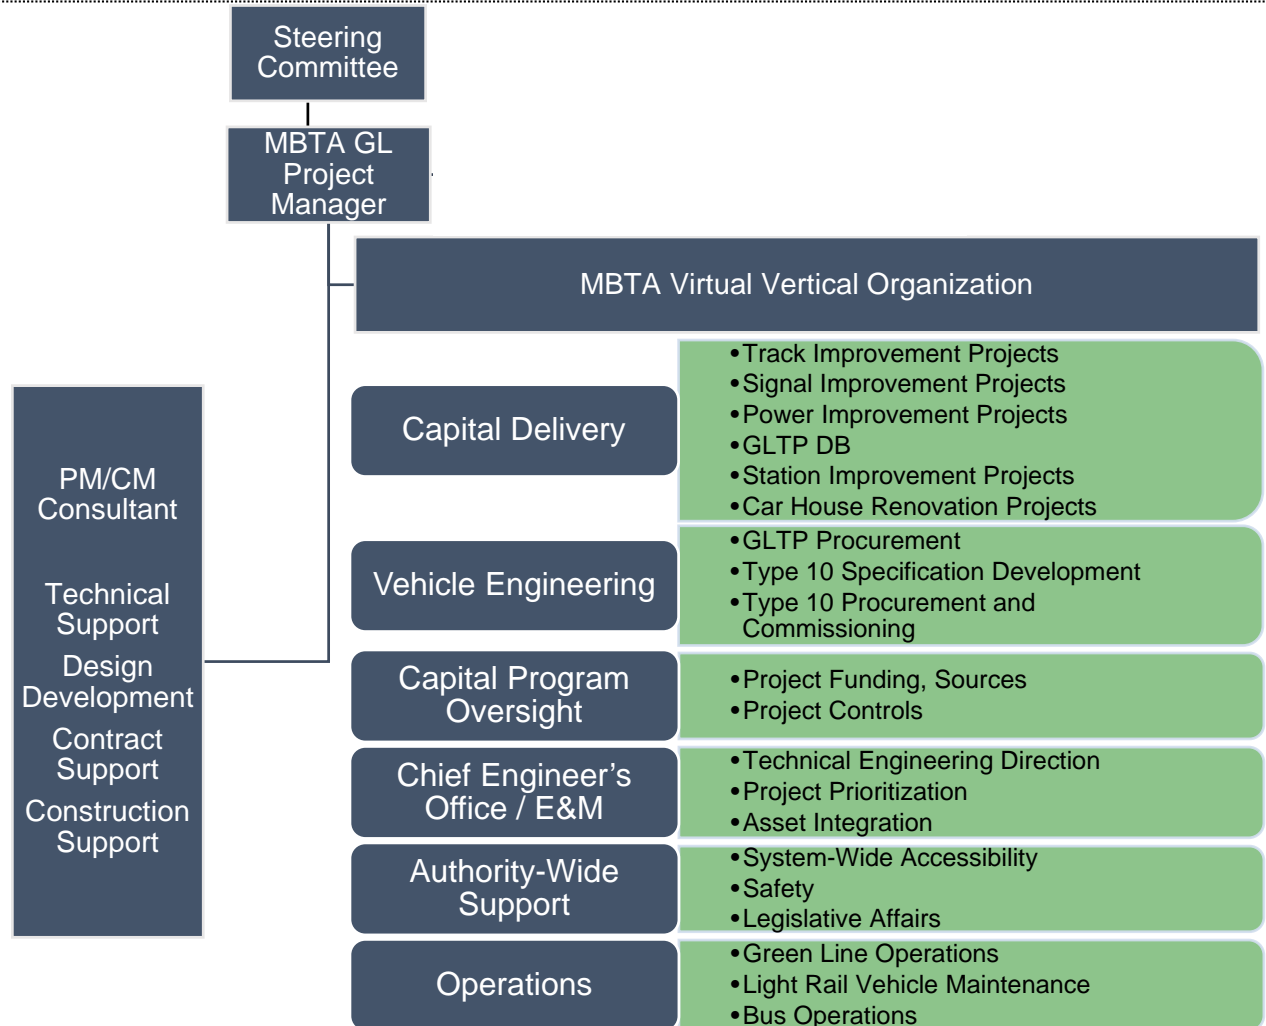 Steering
Committee
MBTA GL
Project
Manager
MBTA Virtual Vertical Organization
PM/CM
Consultant
Technical
Support
Design
Development
Contract
Support
Construction
Support
Capital Delivery
•Track Improvement Projects
•Signal Improvement Projects
•Power Improvement Projects
•GLTP DB
•Station Improvement Projects
•Car House Renovation Projects
Vehicle Engineering
•GLTP Procurement
•Type 10 Specification Development
•Type 10 Procurement and
Commissioning
Capital Program
Oversight
•Project Funding, Sources
•Project Controls
Chief Engineer’s
Office / E&M
•Technical Engineering Direction
•Project Prioritization
•Asset Integration
Authority-Wide
Support
•System-Wide Accessibility
•Safety
•Legislative Affairs
Operations
•Green Line Operations
•Light Rail Vehicle Maintenance
•Bus Operations